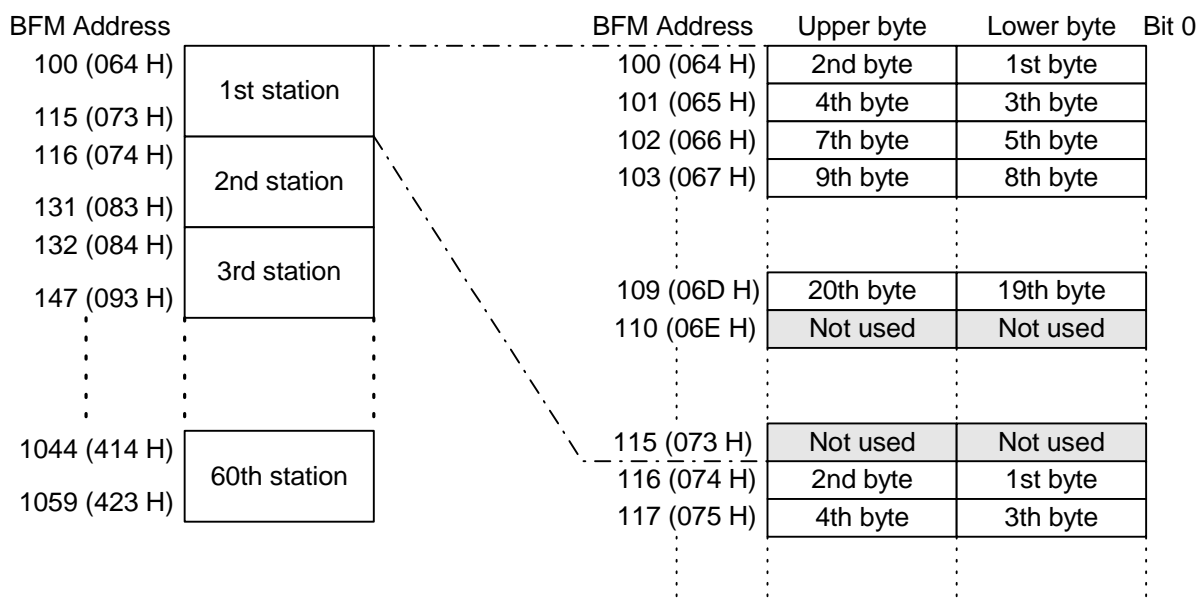 BFM Address
100 (064 H)
1st station
115 (073 H)
116 (074 H)
2nd station
131 (083 H)
132 (084 H)
3rd station
147 (093 H)
1044 (414 H)
60th station
1059 (423 H)
BFM Address Upper byte Lower byte Bit 0
100 (064 H) 2nd byte 1st byte
101 (065 H) 4th byte 3th byte
102 (066 H) 7th byte 5th byte
103 (067 H) 9th byte 8th byte
109 (06D H) 20th byte 19th byte
110 (06E H) Not used Not used
115 (073 H) Not used Not used
116 (074 H) 2nd byte 1st byte
117 (075 H) 4th byte 3th byte